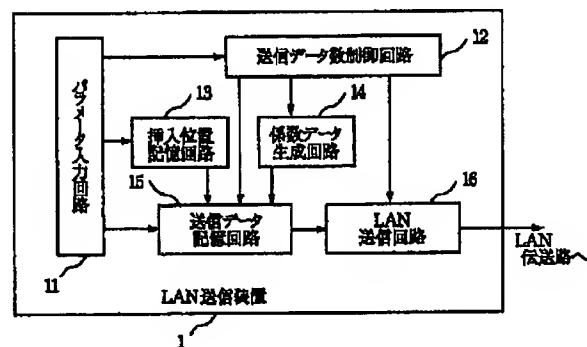 送信データ数制御回路
12
パラメータ入力回路
13
挿入位置
記憶回路
14
係数データ
生成回路
15
送信データ
記憶回路
16
LAN
送信回路
11
LAN
伝送路へ
LAN送信装置
1